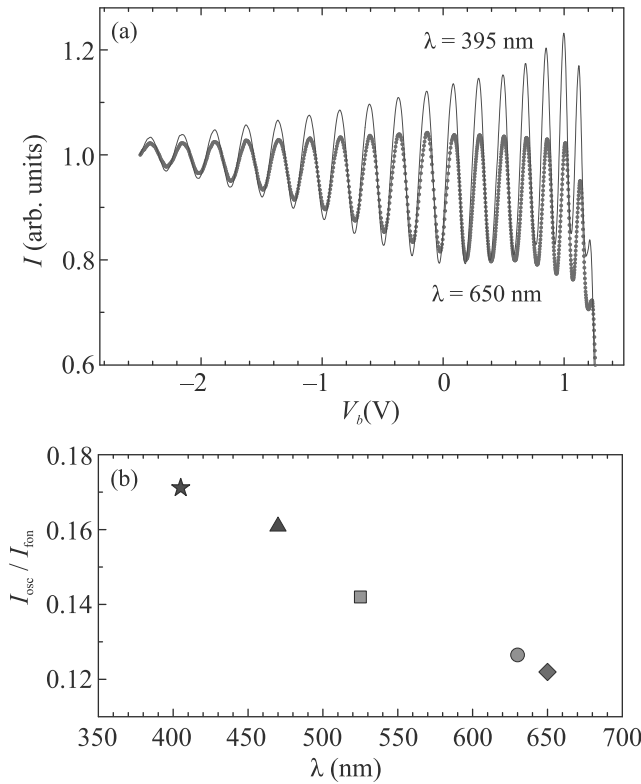 (a)
λ = 395 nm
λ = 650 nm
I (arb. units)
1.2
1.0
0.8
0.6
−2
−1
0
1
V_b(V)
(b)
I_osc / I_fon
0.18
0.16
0.14
0.12
350 400 450 500 550 600 650 700
λ (nm)